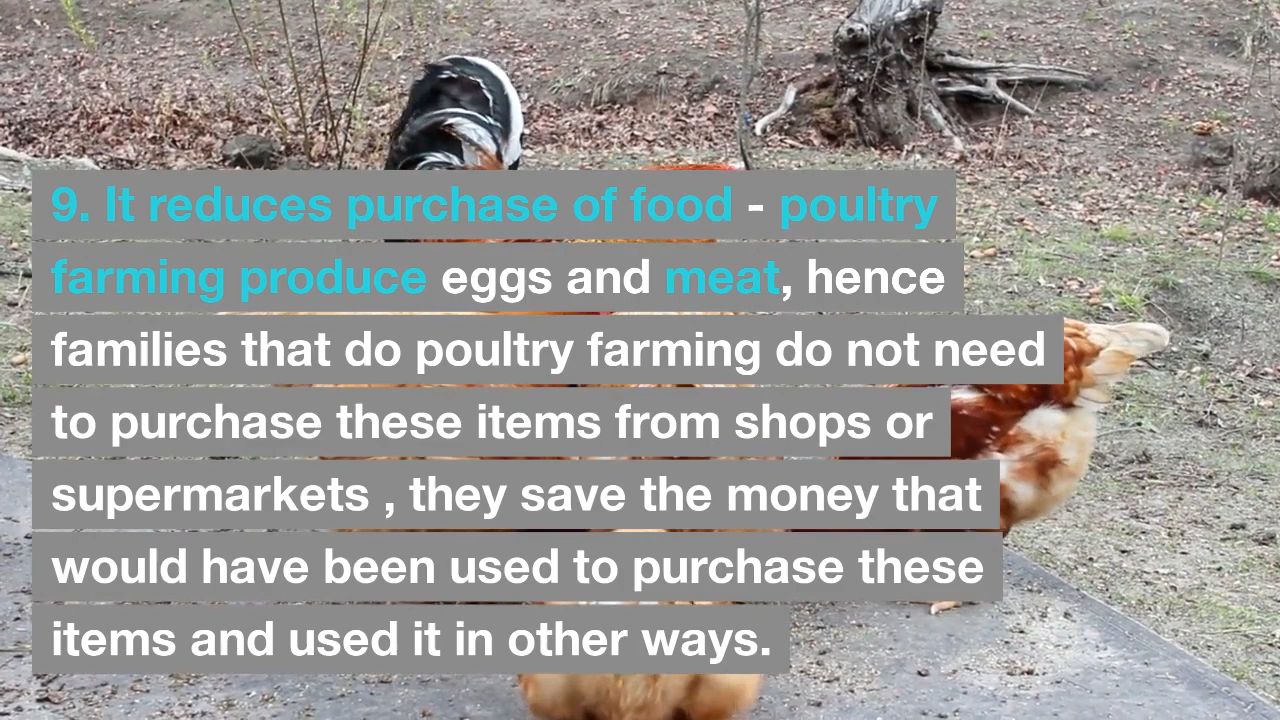 9. It reduces purchase of food - poultry
farming produce eggs and meat, hence
families that do poultry farming do not need
to purchase these items from shops or
supermarkets , they save the money that
would have been used to purchase these
items and used it in other ways.